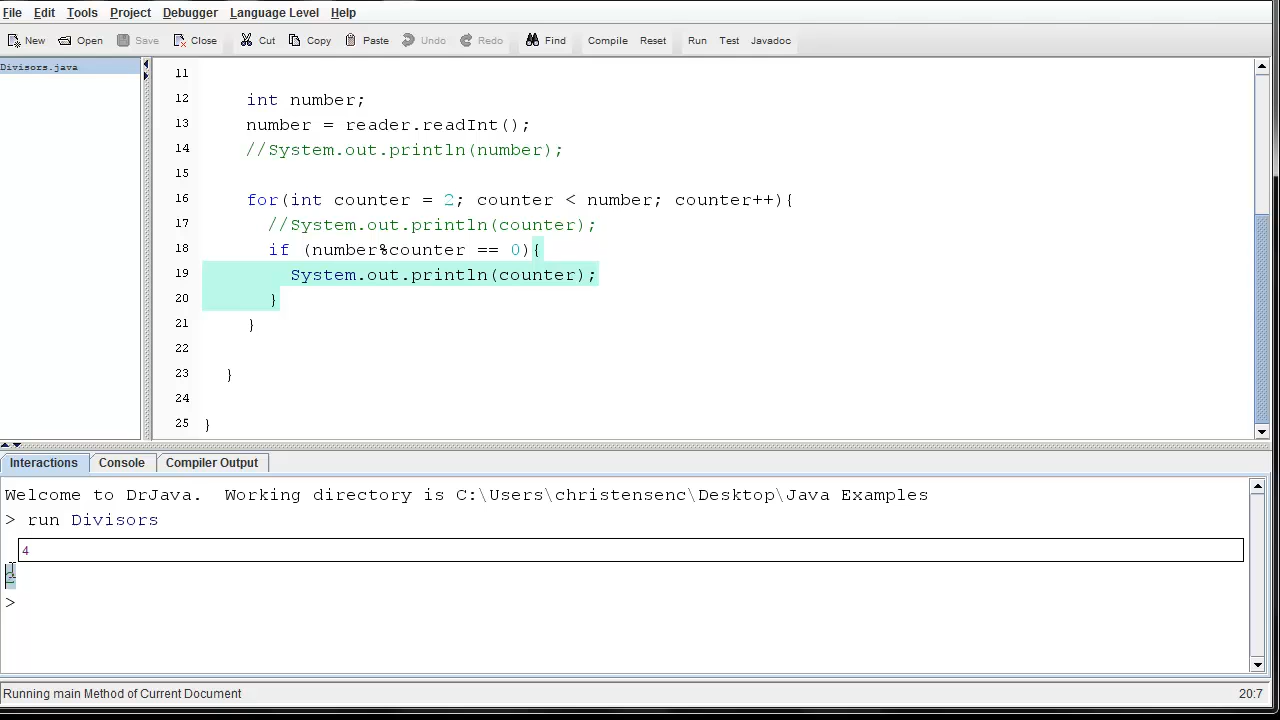 File Edit Tools Project Debugger Language Level Help
New Open Save Close Cut Copy Paste Undo Redo Find Compile Reset Run Test Javadoc
Divisors.java
11
12 int number;
13 number = reader.readInt();
14 //System.out.println(number);
15
16 for(int counter = 2; counter < number; counter++){
17 //System.out.println(counter);
18 if (number%counter == 0){
19 System.out.println(counter);
20 }
21 }
22
23 }
24
25 }
Interactions Console Compiler Output
Welcome to DrJava.  Working directory is C:\Users\christensenc\Desktop\Java Examples
> run Divisors
4
2
>
Running main Method of Current Document 20:7